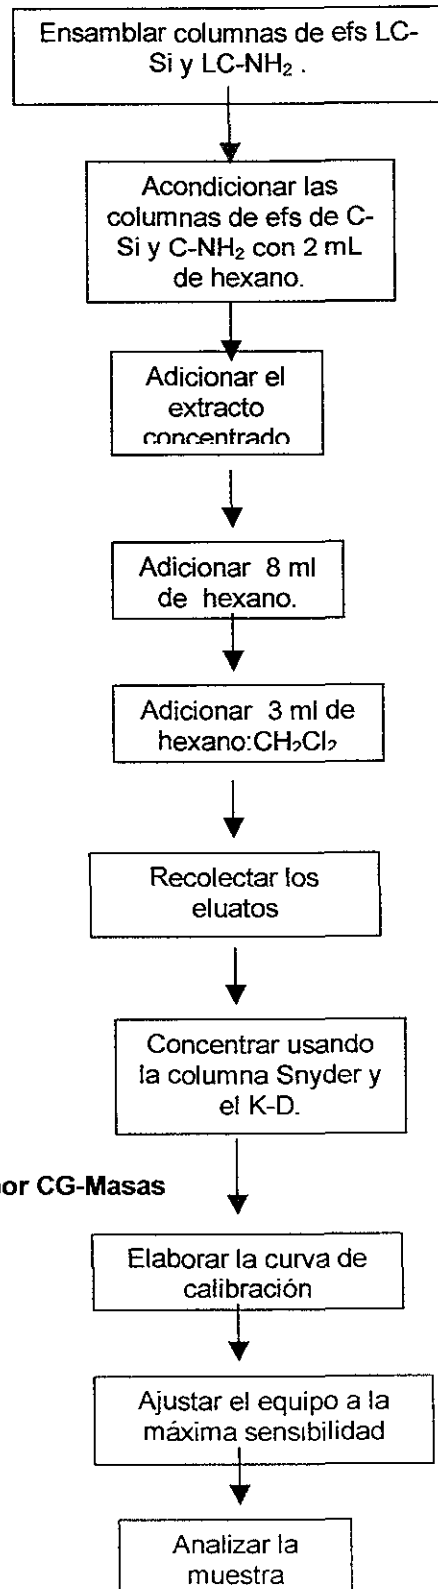 Ensamblar columnas de efs LC-
Si y LC-NH₂ .
Acondicionar las
columnas de efs de C-
Si y C-NH₂ con 2 mL
de hexano.
Adicionar el
extracto
concentrado
Adicionar 8 ml
de hexano.
Adicionar 3 ml de
hexano:CH₂Cl₂
Recolectar los
eluatos
Concentrar usando
la columna Snyder y
el K-D.
por CG-Masas
Elaborar la curva de
calibración
Ajustar el equipo a la
máxima sensibilidad
Analizar la
muestra